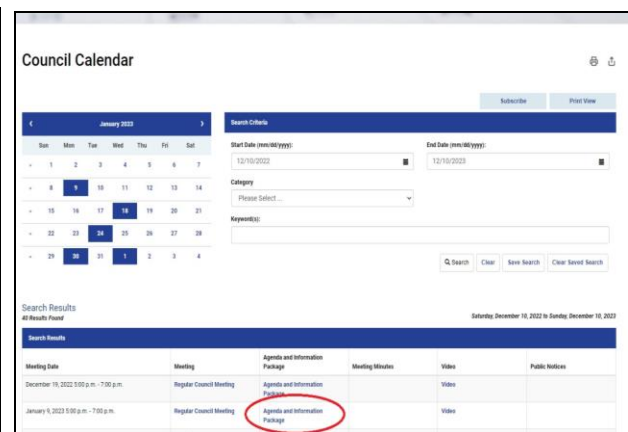 Council Calendar
Subscribe
Print View
January 2023
Sun Mon Tue Wed Thu Fri Sat
1 2 3 4 5 6 7
8 9 10 11 12 13 14
15 16 17 18 19 20 21
22 23 24 25 26 27 28
29 30 31 1 2 3 4
Search Criteria
Start Date (mm/dd/yyyy):
End Date (mm/dd/yyyy):
12/10/2022
12/10/2023
Category
Please Select ...
Keyword(s):
Search Clear Save Search Clear Saved Search
Search Results
40 Results Found
Saturday, December 10, 2022 to Sunday, December 10, 2023
Search Results
Meeting Date Meeting Agenda and Information Package Meeting Minutes Video Public Notices
December 19, 2022 5:00 p.m. - 7:00 p.m. Regular Council Meeting Agenda and Information Package Video
January 9, 2023 5:00 p.m. - 7:00 p.m. Regular Council Meeting Agenda and Information Package Video